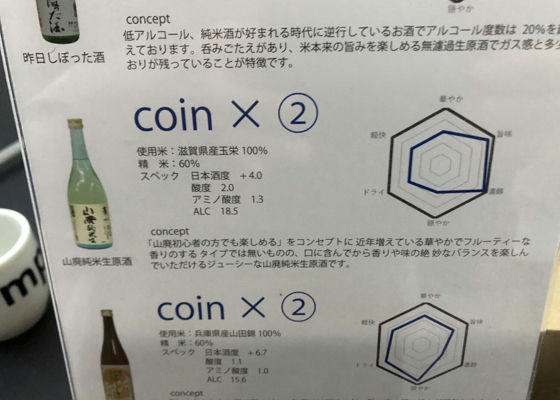 concept
低アルコール、純米酒が好まれる時代に逆行しているお酒でアルコール度数は 20%を
えております。呑みごたえがあり、米本来の旨みを楽しめる無濾過生原酒でガス感と多少
おりが残っていることが特徴です。
昨日しぼった酒
穏やか
coin × ②
使用米：滋賀県産玉栄 100%
精 米：60%
スペック 日本酒度 + 4.0
酸度 2.0
アミノ酸度 1.3
ALC 18.5
華やか
軽快
旨味
ドライ
濃醇
穏やか
山廃純米生原酒
concept
「山廃初心者の方でも楽しめる」をコンセプトに 近年増えている華やかでフルーティーな
香りのする タイプでは無いものの、口に含んでから香りや味の絶 妙なバランスを楽しん
でいただけるジューシーな山廃純米生原酒です。
coin × ②
使用米：兵庫県産山田錦 100%
精 米：60%
スペック 日本酒度 + 6.7
酸度 1.1
アミノ酸度 1.0
ALC 15.6
華やか
軽快
旨味
ドライ
濃醇
穏やか
concept